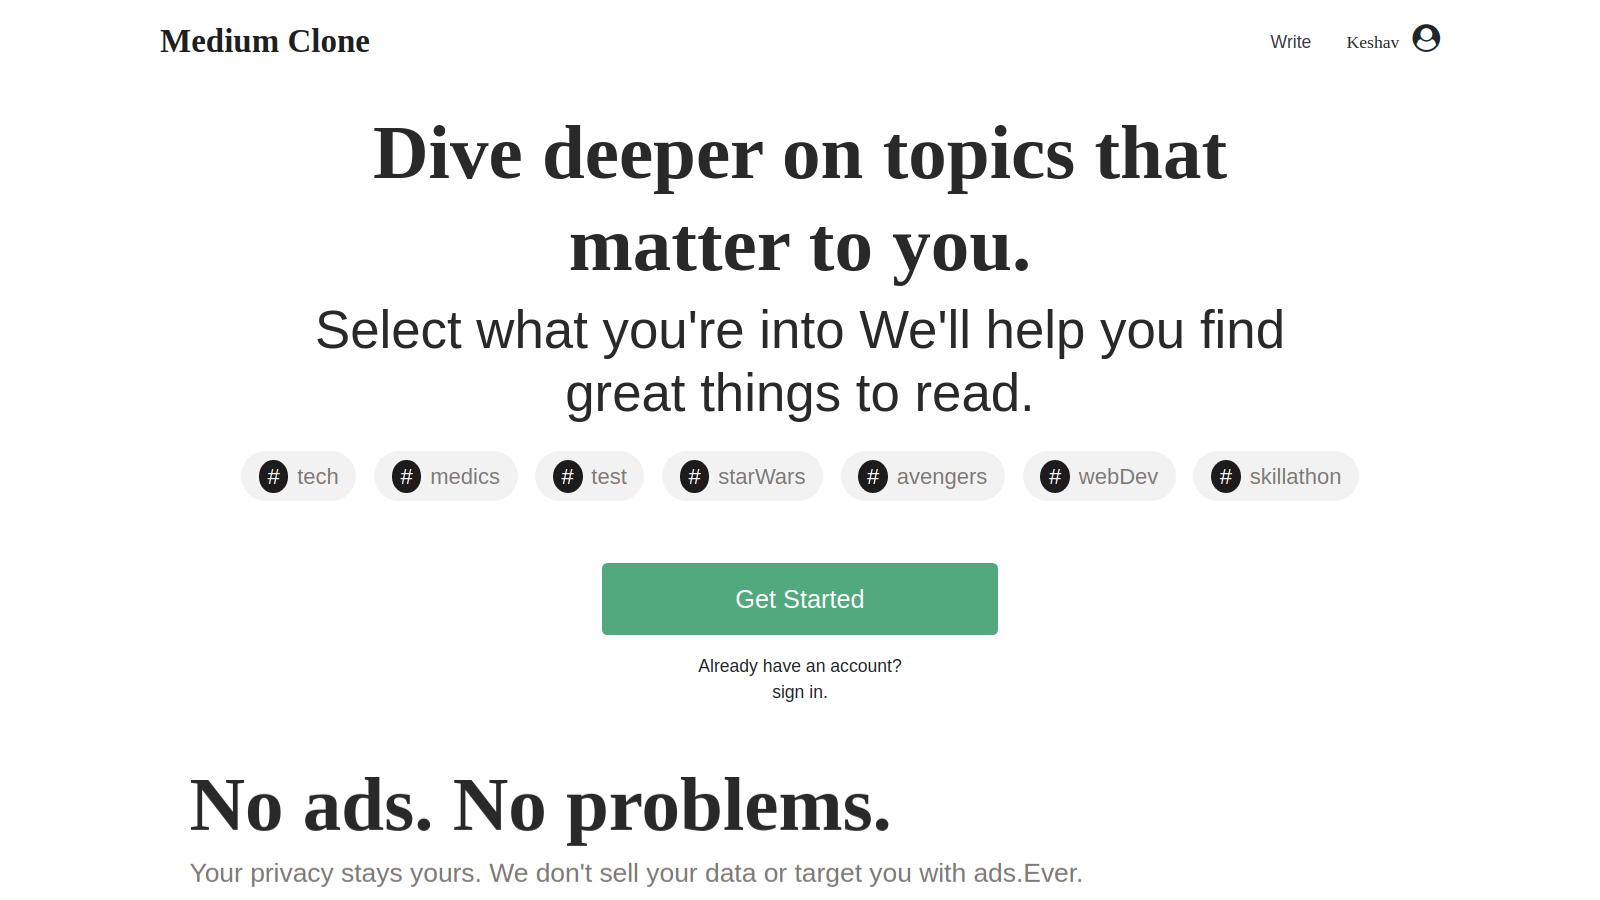 Medium Clone
Write Keshav
Dive deeper on topics that
matter to you.
Select what you're into We'll help you find
great things to read.
# tech # medics # test # starWars # avengers # webDev # skillathon
Get Started
Already have an account?
sign in.
No ads. No problems.
Your privacy stays yours. We don't sell your data or target you with ads.Ever.